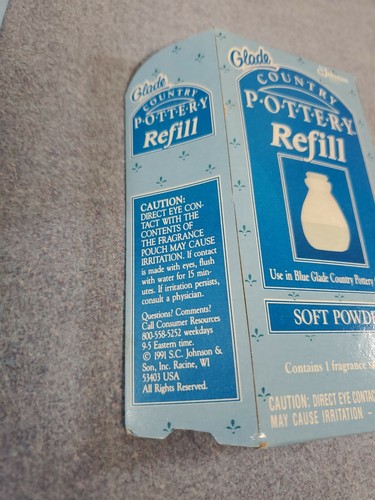 Glade
COUNTRY
P·O·T·T·E·R·Y
Refill
CAUTION:
DIRECT EYE CON-
TACT WITH THE
CONTENTS OF
THE FRAGRANCE
POUCH MAY CAUSE
IRRITATION. If contact
is made with eyes, flush
with water for 15 min-
utes. If irritation persists,
consult a physician.
Questions? Comments?
Call Consumer Resources
800-558-5252 weekdays
9-5 Eastern time.
© 1991 S.C. Johnson &
Son, Inc. Racine, WI
53403 USA
All Rights Reserved.
Glade
Johnson
COUNTRY
P·O·T·T·E·R·Y
Refill
Use in Blue Glade Country Pottery
SOFT POWDE
Contains 1 fragrance
CAUTION: DIRECT EYE CONTAC
MAY CAUSE IRRITATION -